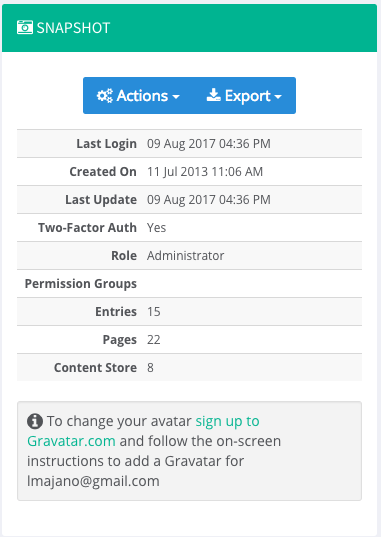 SNAPSHOT
Actions Export
Last Login 09 Aug 2017 04:36 PM
Created On 11 Jul 2013 11:06 AM
Last Update 09 Aug 2017 04:36 PM
Two-Factor Auth Yes
Role Administrator
Permission Groups
Entries 15
Pages 22
Content Store 8
To change your avatar sign up to
Gravatar.com and follow the on-screen
instructions to add a Gravatar for
lmajano@gmail.com